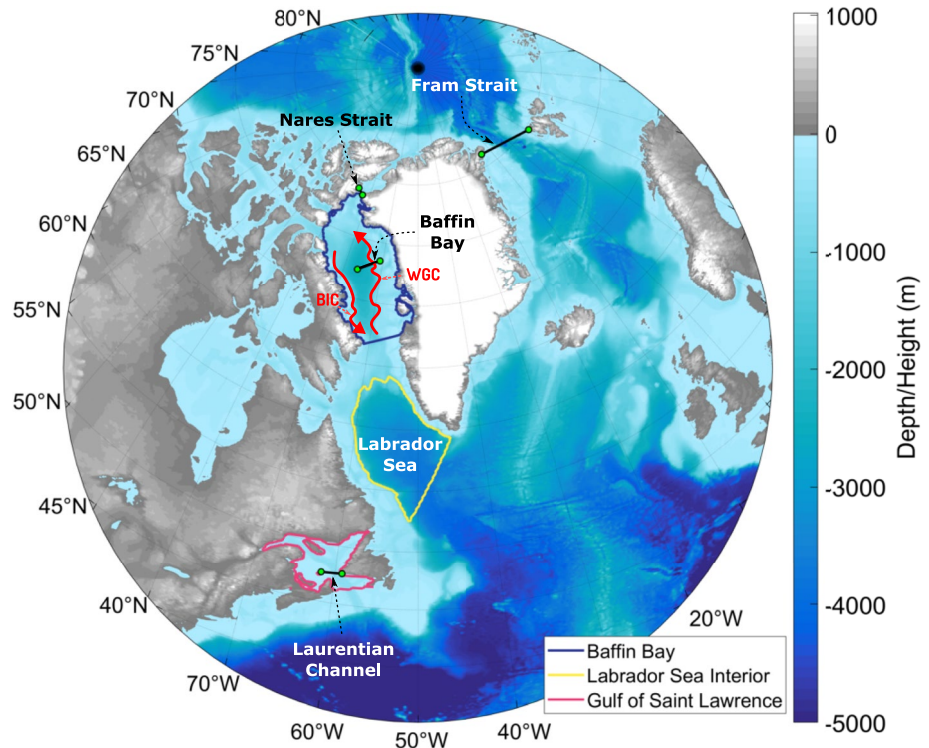 80°N
75°N
70°N
65°N
60°N
55°N
50°N
45°N
40°N
70°W
60°W
50°W
40°W
20°W
Fram Strait
Nares Strait
Baffin
Bay
WGC
BIC
Labrador
Sea
Laurentian
Channel
Baffin Bay
Labrador Sea Interior
Gulf of Saint Lawrence
1000
0
-1000
-2000
-3000
-4000
-5000
Depth/Height (m)